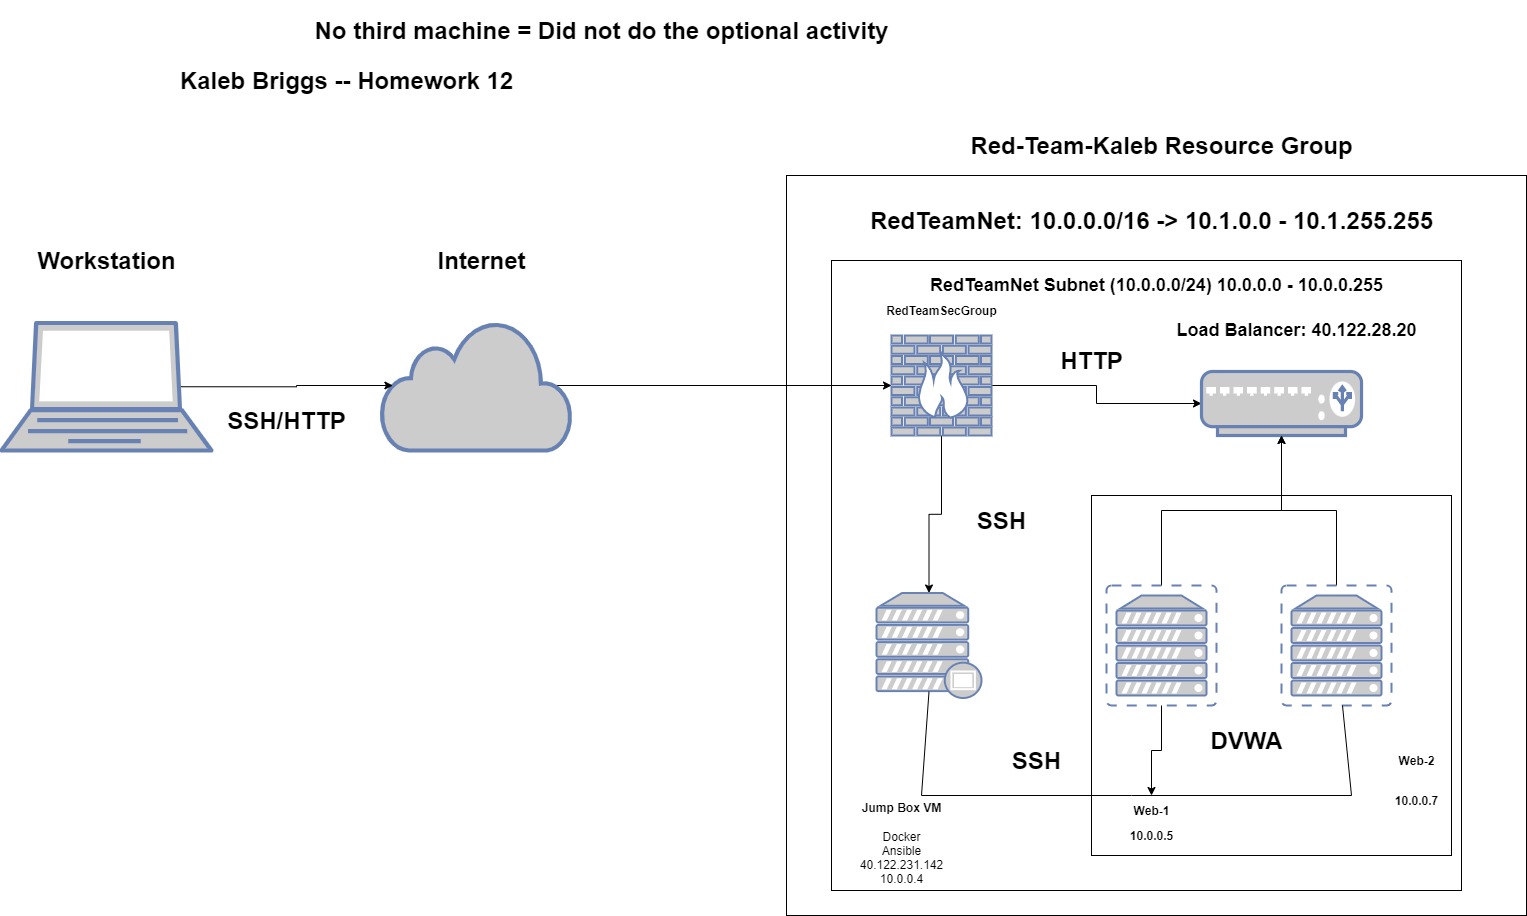 No third machine = Did not do the optional activity
Kaleb Briggs -- Homework 12
Red-Team-Kaleb Resource Group
RedTeamNet: 10.0.0.0/16 -> 10.1.0.0 - 10.1.255.255
Workstation
Internet
RedTeamNet Subnet (10.0.0.0/24) 10.0.0.0 - 10.0.0.255
RedTeamSecGroup
Load Balancer: 40.122.28.20
HTTP
SSH/HTTP
SSH
DVWA
SSH
Web-2
10.0.0.7
Jump Box VM
Docker
Ansible
40.122.231.142
10.0.0.4
Web-1
10.0.0.5